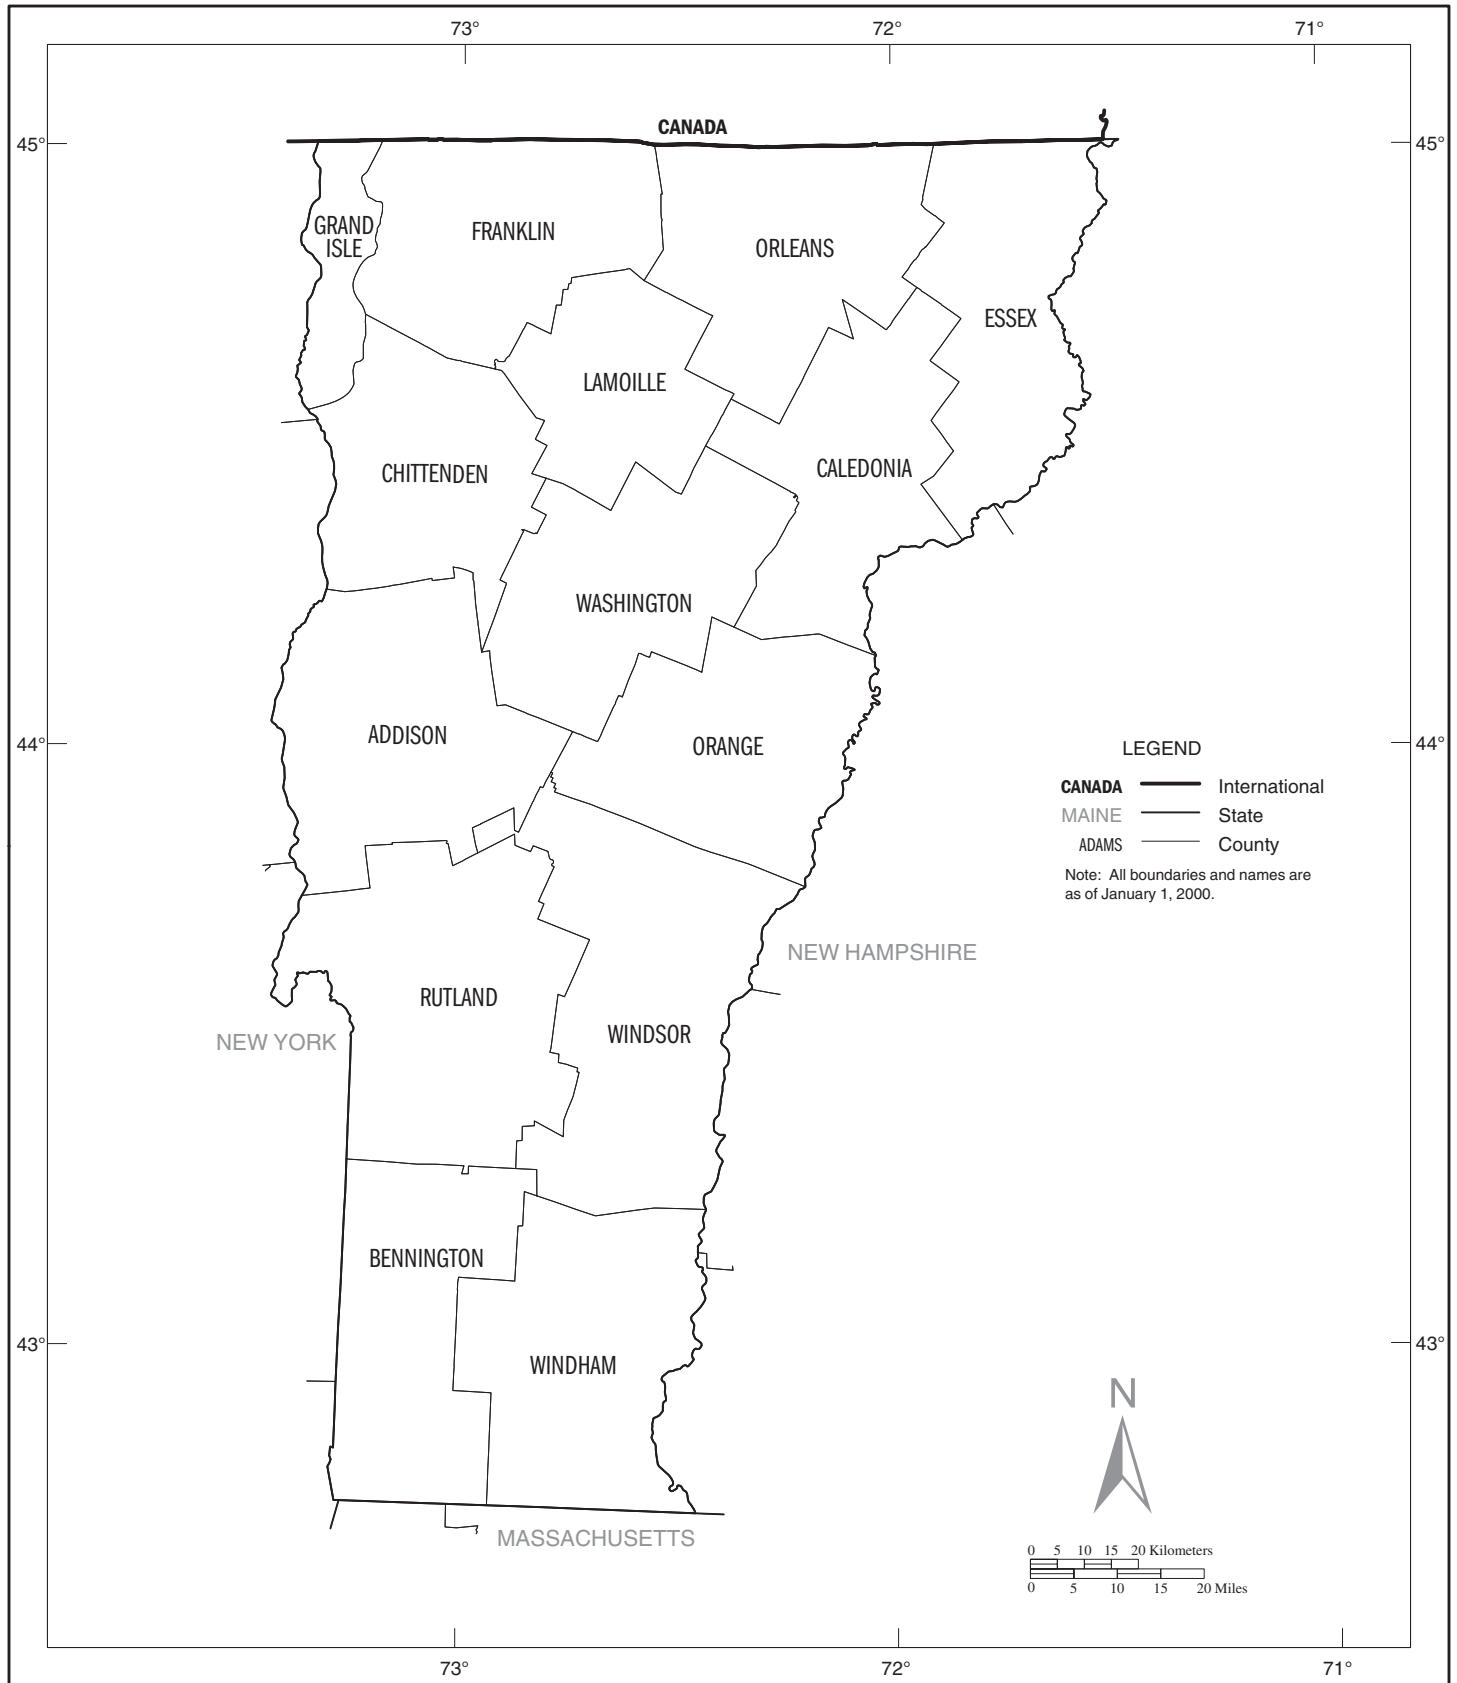 73° 72° 71°
CANADA
45° 45°
GRAND
ISLE
FRANKLIN
ORLEANS
ESSEX
LAMOILLE
CHITTENDEN
CALEDONIA
WASHINGTON
ADDISON
ORANGE
44° 44°
LEGEND
CANADA International
MAINE State
ADAMS County
Note: All boundaries and names are
as of January 1, 2000.
NEW HAMPSHIRE
RUTLAND
WINDSOR
NEW YORK
BENNINGTON
43° 43°
WINDHAM
N
MASSACHUSETTS
0 5 10 15 20 Kilometers
0 5 10 15 20 Miles
73° 72° 71°